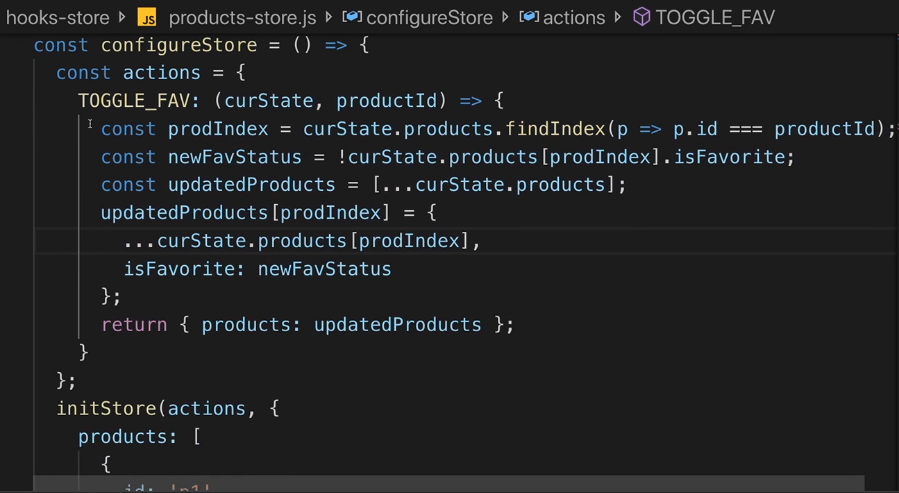 hooks-store › JS products-store.js › configureStore › actions › TOGGLE_FAV
const configureStore = () => {
const actions = {
TOGGLE_FAV: (curState, productId) => {
const prodIndex = curState.products.findIndex(p => p.id === productId);
const newFavStatus = !curState.products[prodIndex].isFavorite;
const updatedProducts = [...curState.products];
updatedProducts[prodIndex] = {
...curState.products[prodIndex],
isFavorite: newFavStatus
};
return { products: updatedProducts };
}
};
initStore(actions, {
products: [
{
id: 'p1'